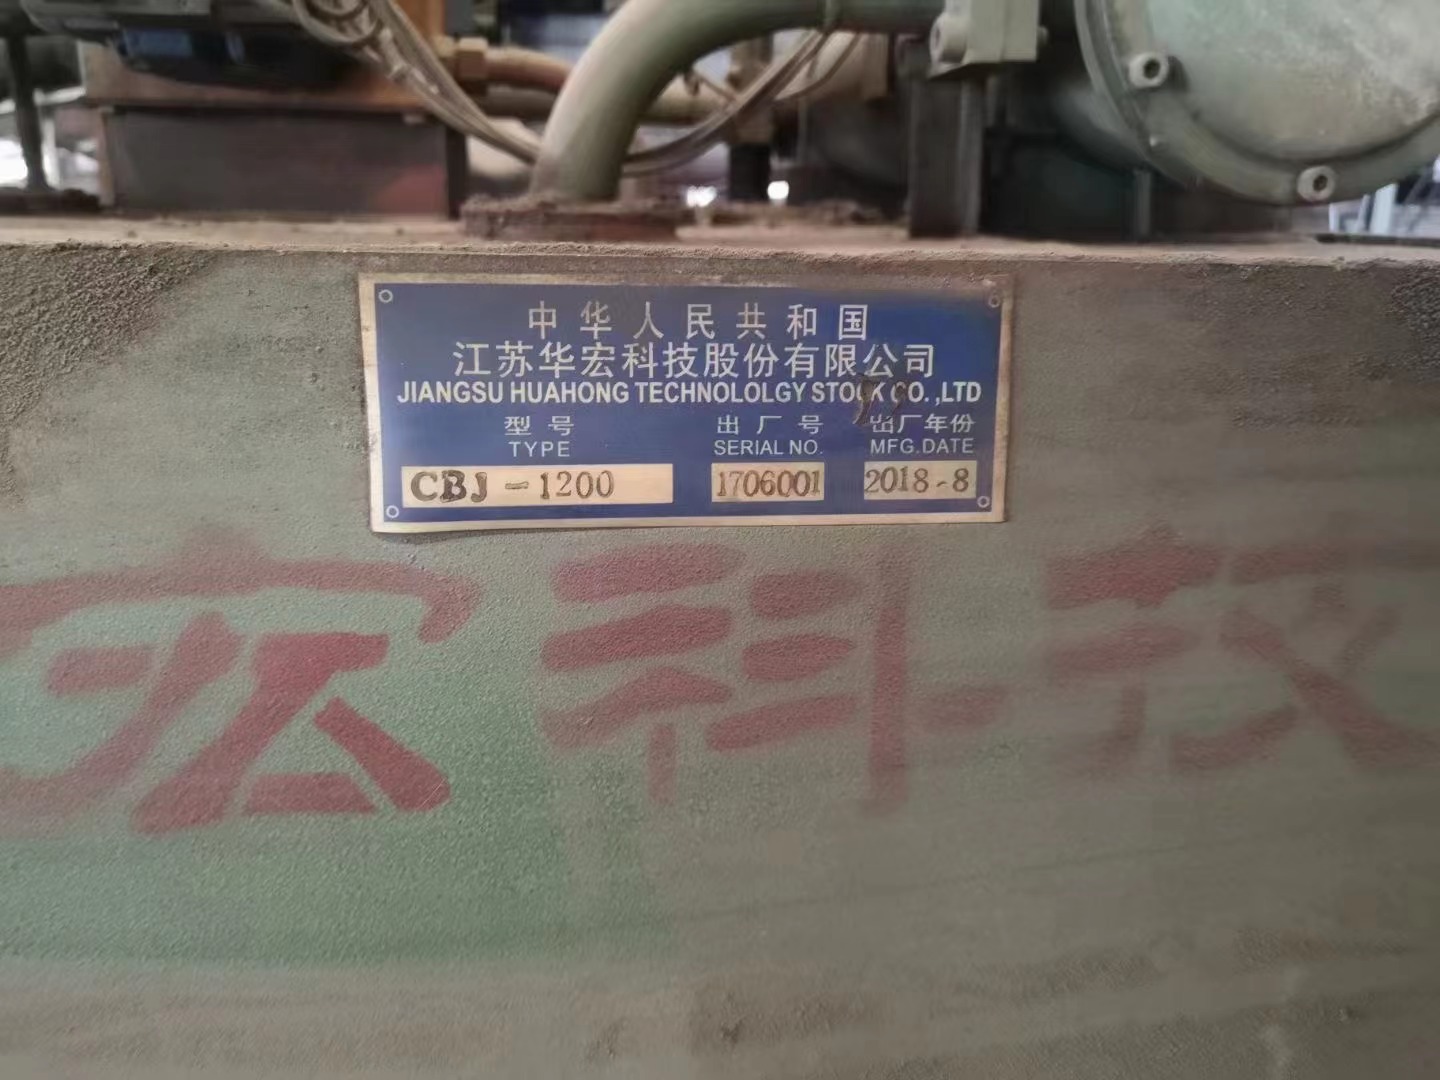 中华人民共和国
江苏华宏科技股份有限公司
JIANGSU HUAHONG TECHNOLOLGY STOCK CO. ,LTD
型号 出厂号 出厂年份
TYPE SERIAL NO. MFG.DATE
CBJ-1200 1706001 2018-8
宏科技